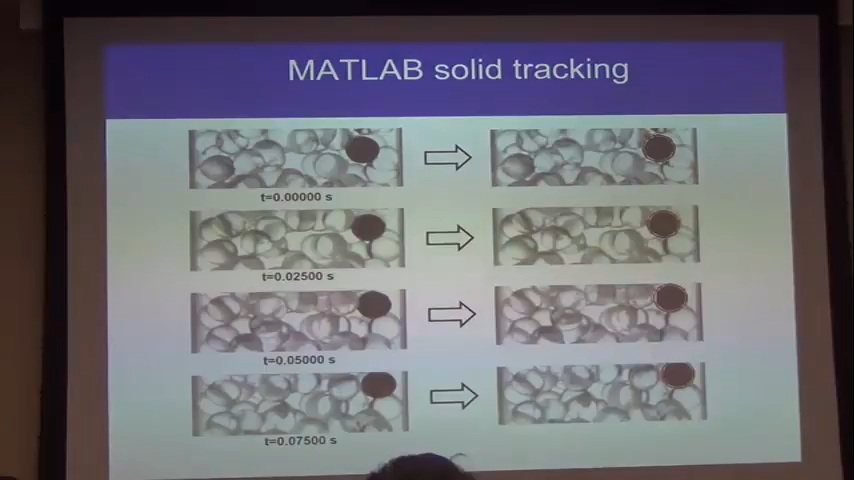 MATLAB solid tracking
t=0.00000 s
t=0.02500 s
t=0.05000 s
t=0.07500 s